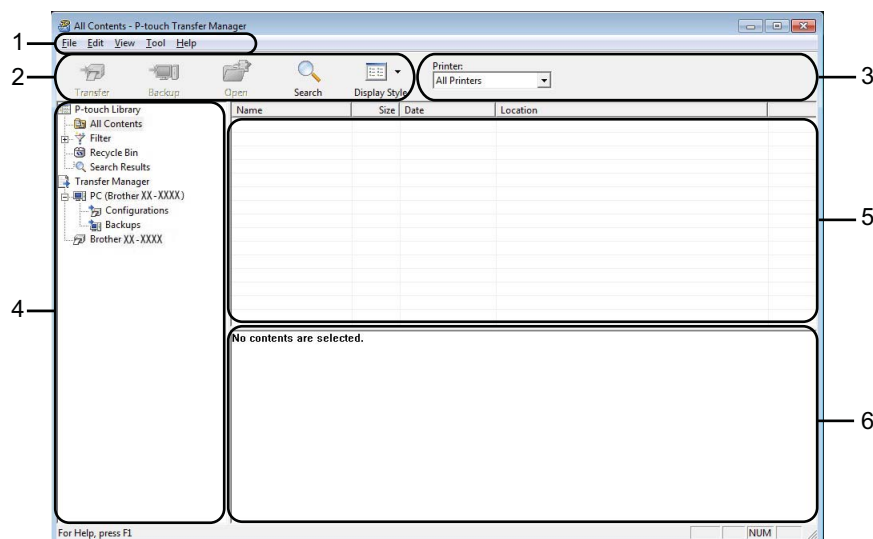 All Contents - P-touch Transfer Manager
1
File Edit View Tool Help
2
Transfer Backup Open Search Display Style
Printer:
All Printers
3
P-touch Library
All Contents
Filter
Recycle Bin
Search Results
Transfer Manager
PC (Brother XX-XXXX)
Configurations
Backups
Brother XX-XXXX
4
Name Size Date Location
5
No contents are selected.
6
For Help, press F1
NUM